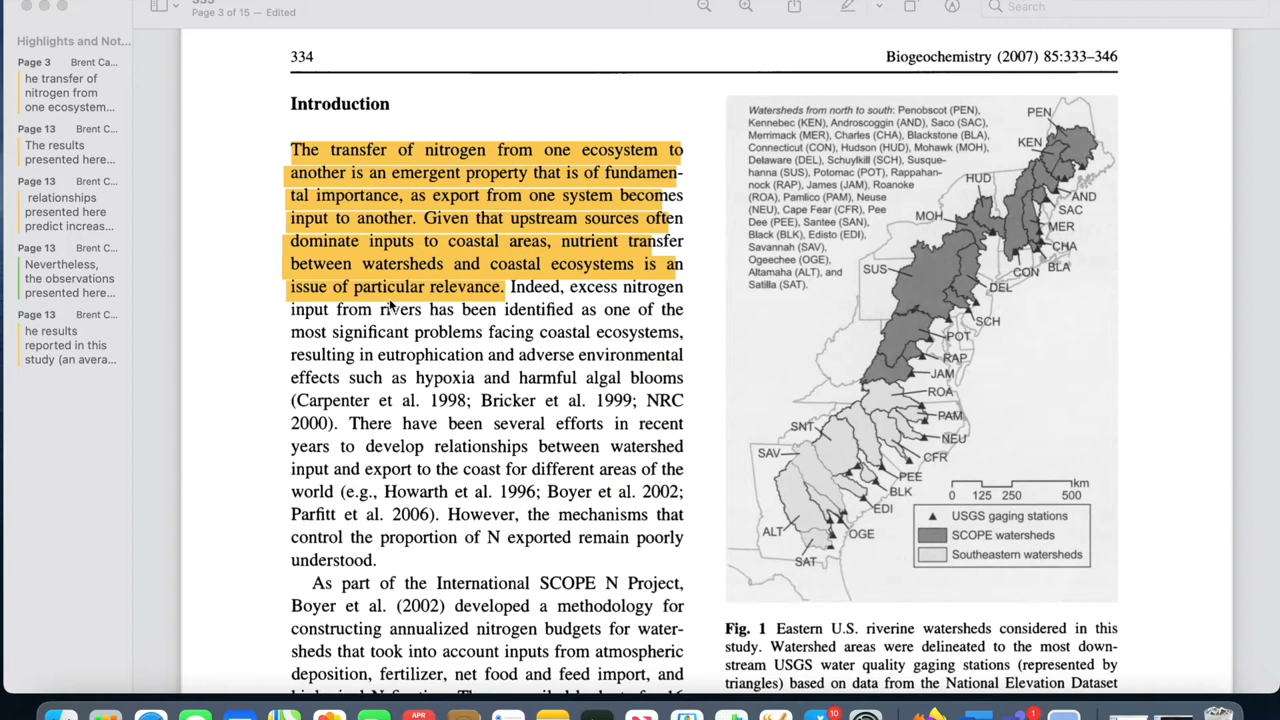 Page 3 of 15 — Edited
Search
Highlights and Not...
Page 3 Brent Ca...
he transfer of
nitrogen from
one ecosystem...
Page 13 Brent C...
The results
presented here...
Page 13 Brent C...
relationships
presented here
predict increas...
Page 13 Brent C...
Nevertheless,
the observations
presented here...
Page 13 Brent C...
he results
reported in this
study (an avera...
334
Biogeochemistry (2007) 85:333–346
Introduction
The transfer of nitrogen from one ecosystem to
another is an emergent property that is of fundamen-
tal importance, as export from one system becomes
input to another. Given that upstream sources often
dominate inputs to coastal areas, nutrient transfer
between watersheds and coastal ecosystems is an
issue of particular relevance. Indeed, excess nitrogen
input from rivers has been identified as one of the
most significant problems facing coastal ecosystems,
resulting in eutrophication and adverse environmental
effects such as hypoxia and harmful algal blooms
(Carpenter et al. 1998; Bricker et al. 1999; NRC
2000). There have been several efforts in recent
years to develop relationships between watershed
input and export to the coast for different areas of the
world (e.g., Howarth et al. 1996; Boyer et al. 2002;
Parfitt et al. 2006). However, the mechanisms that
control the proportion of N exported remain poorly
understood.
As part of the International SCOPE N Project,
Boyer et al. (2002) developed a methodology for
constructing annualized nitrogen budgets for water-
sheds that took into account inputs from atmospheric
deposition, fertilizer, net food and feed import, and
Watersheds from north to south: Penobscot (PEN),
Kennebec (KEN), Androscoggin (AND), Saco (SAC),
Merrimack (MER), Charles (CHA), Blackstone (BLA),
Connecticut (CON), Hudson (HUD), Mohawk (MOH),
Delaware (DEL), Schuylkill (SCH), Susque-
hanna (SUS), Potomac (POT), Rappahan-
nock (RAP), James (JAM), Roanoke
(ROA), Pamlico (PAM), Neuse
(NEU), Cape Fear (CFR), Pee
Dee (PEE), Santee (SAN),
Black (BLK), Edisto (EDI),
Savannah (SAV),
Ogeechee (OGE),
Altamaha (ALT), and
Satilla (SAT).
PEN
KEN
HUD
AND
SAC
MOH
MER
CHA
BLA
CON
SUS
DEL
SCH
POT
RAP
JAM
ROA
PAM
SNT
NEU
SAV
CFR
PEE
BLK
EDI
ALT
OGE
SAT
km
0 125 250 500
USGS gaging stations
SCOPE watersheds
Southeastern watersheds
Fig. 1 Eastern U.S. riverine watersheds considered in this
study. Watershed areas were delineated to the most down-
stream USGS water quality gaging stations (represented by
triangles) based on data from the National Elevation Dataset
APR
10
1